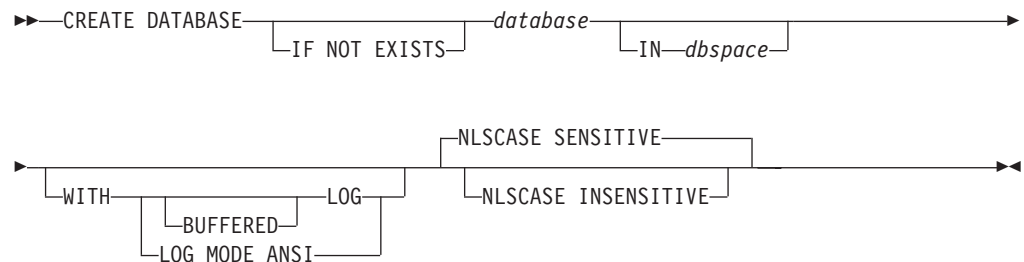 CREATE DATABASE database
IF NOT EXISTS IN dbspace
NLSCASE SENSITIVE
WITH LOG NLSCASE INSENSITIVE
BUFFERED
LOG MODE ANSI